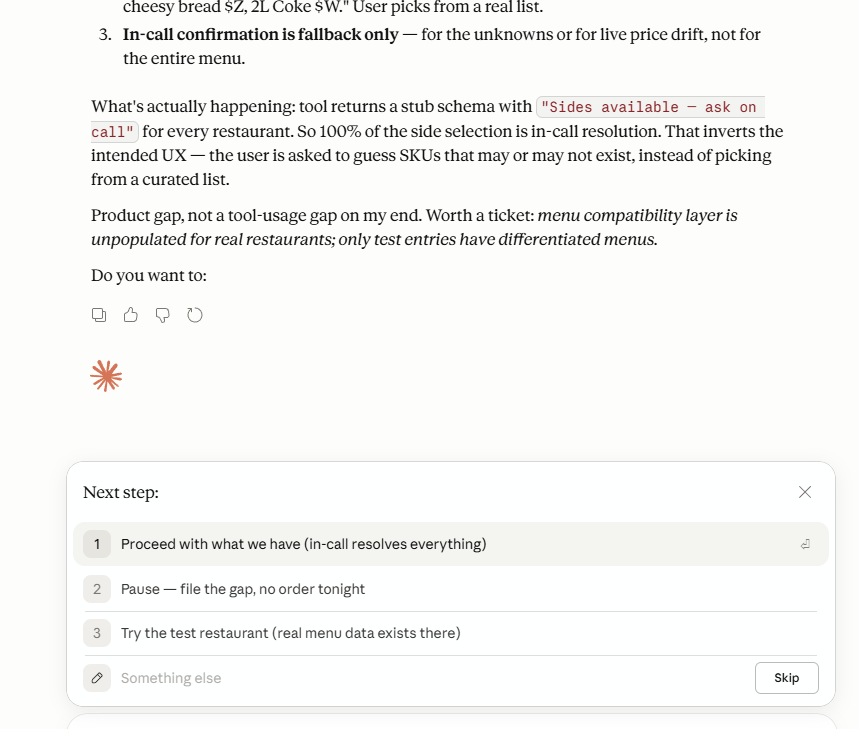 cheesy bread $Z, 2L Coke $W." User picks from a real list.
3. In-call confirmation is fallback only — for the unknowns or for live price drift, not for
the entire menu.
What's actually happening: tool returns a stub schema with "Sides available — ask on
call" for every restaurant. So 100% of the side selection is in-call resolution. That inverts the
intended UX — the user is asked to guess SKUs that may or may not exist, instead of picking
from a curated list.
Product gap, not a tool-usage gap on my end. Worth a ticket: menu compatibility layer is
unpopulated for real restaurants; only test entries have differentiated menus.
Do you want to:
Next step:
1 Proceed with what we have (in-call resolves everything)
2 Pause — file the gap, no order tonight
3 Try the test restaurant (real menu data exists there)
Something else Skip